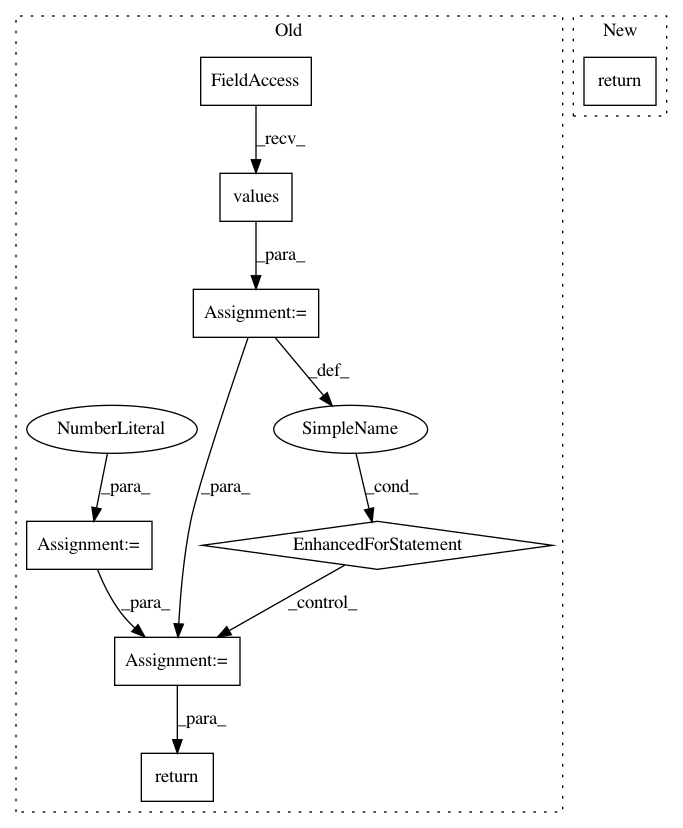 Old
New
FieldAccess
return
_recv_
values
_para_
Assignment:=
_def_
NumberLiteral
SimpleName
_para_
_para_
_cond_
Assignment:=
EnhancedForStatement
_para_
_control_
Assignment:=
_para_
return